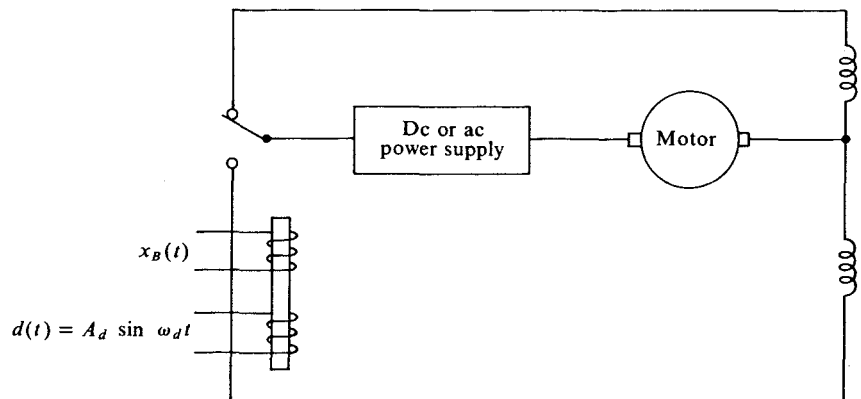 Dc or ac
power supply
Motor
x_B(t)
d(t) = A_d sin ω_d t